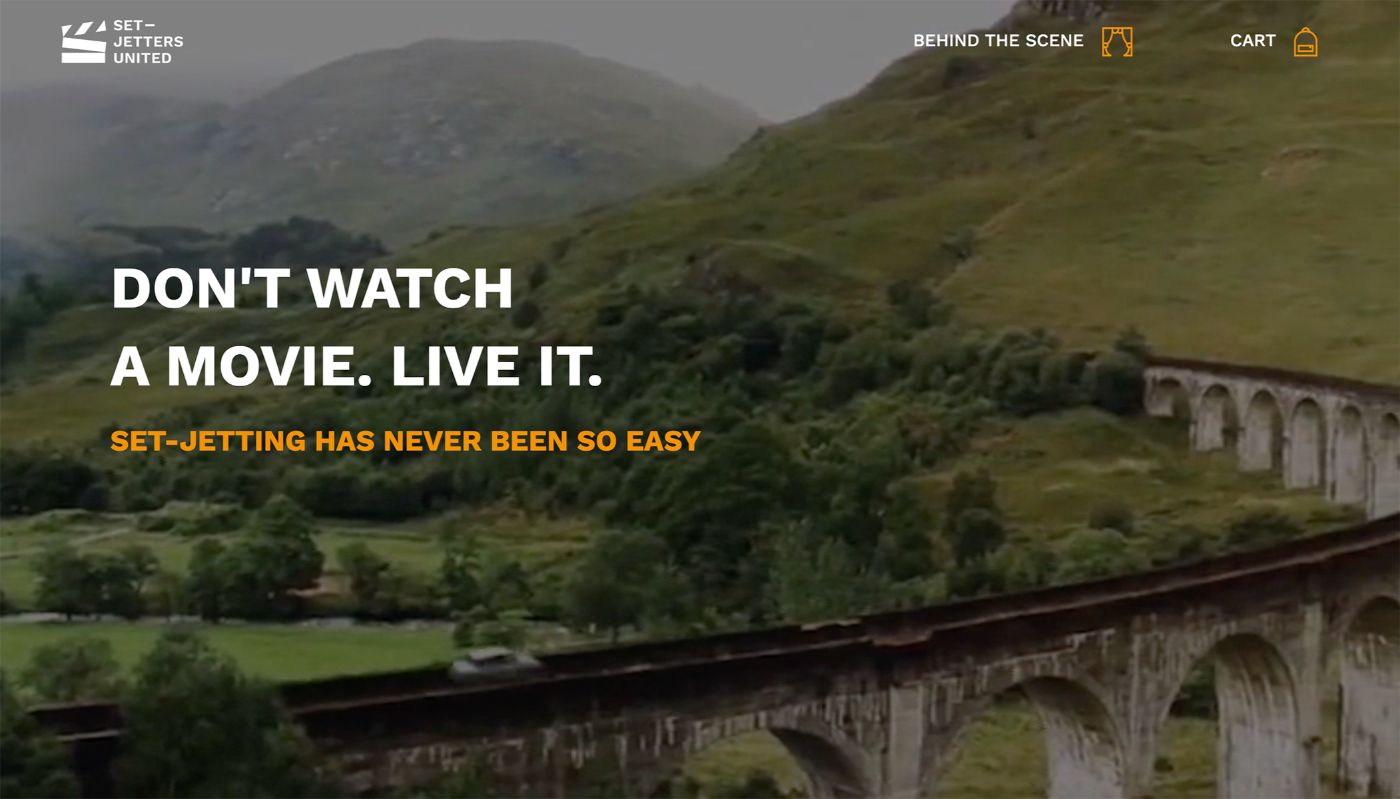 SET–
JETTERS
UNITED
BEHIND THE SCENE
CART
DON'T WATCH
A MOVIE. LIVE IT.
SET-JETTING HAS NEVER BEEN SO EASY